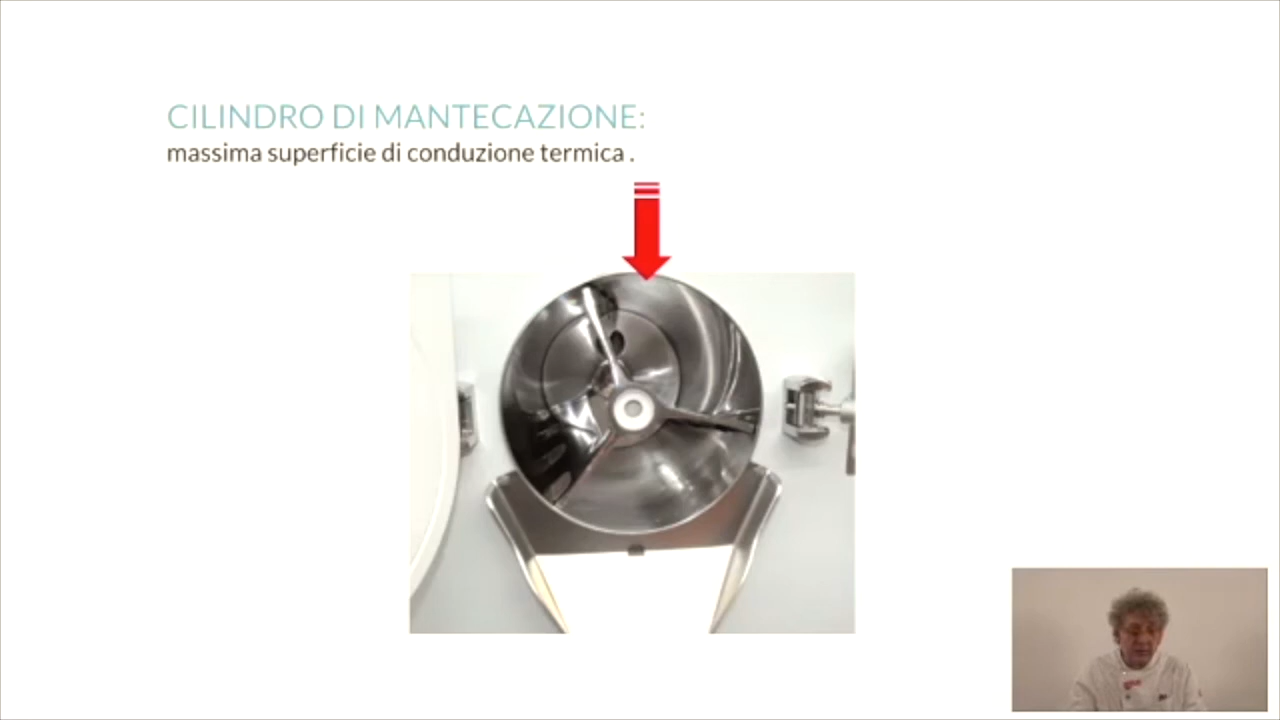 CILINDRO DI MANTECAZIONE:
massima superficie di conduzione termica .